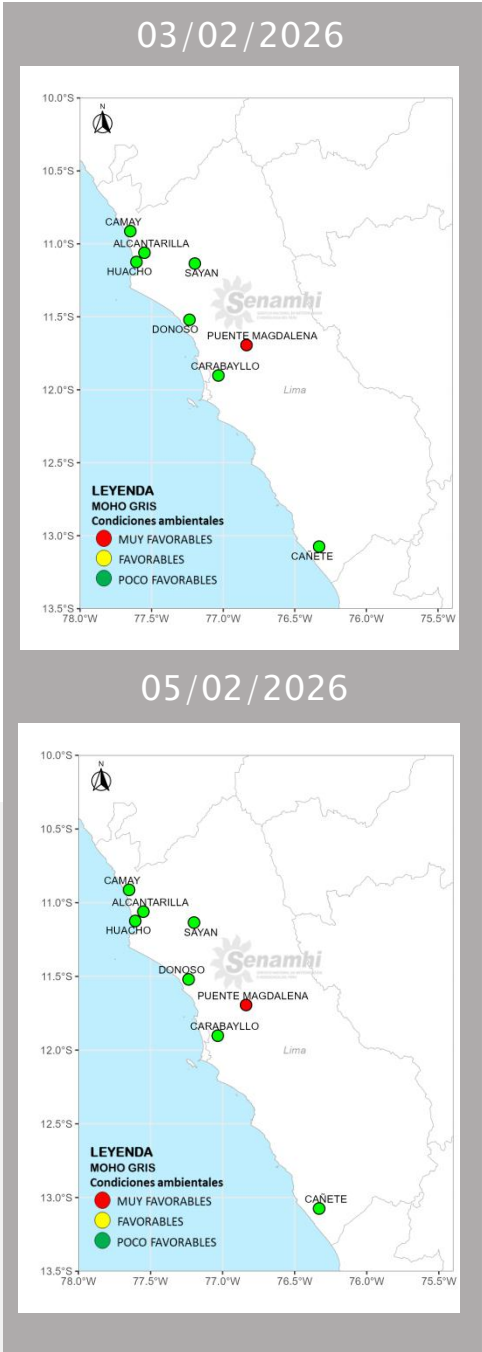 03/02/2026
10.0°S
N
10.5°S
CAMAY
11.0°S
ALCANTARILLA
HUACHO
SAYAN
Senamhi
11.5°S
DONOSO
PUENTE MAGDALENA
CARABAYLLO
12.0°S
Lima
12.5°S
LEYENDA
MOHO GRIS
Condiciones ambientales
13.0°S
MUY FAVORABLES
CAÑETE
FAVORABLES
POCO FAVORABLES
13.5°S
78.0°W 77.5°W 77.0°W 76.5°W 76.0°W 75.5°W
05/02/2026
10.0°S
N
10.5°S
CAMAY
11.0°S
ALCANTARILLA
HUACHO
SAYAN
Senamhi
DONOSO
11.5°S
PUENTE MAGDALENA
CARABAYLLO
12.0°S
Lima
12.5°S
LEYENDA
MOHO GRIS
Condiciones ambientales
13.0°S
CAÑETE
MUY FAVORABLES
FAVORABLES
POCO FAVORABLES
13.5°S
78.0°W 77.5°W 77.0°W 76.5°W 76.0°W 75.5°W